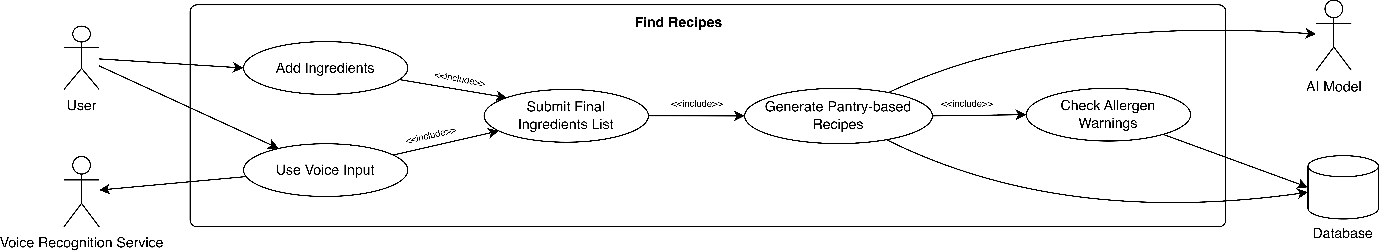 Find Recipes
User
Add Ingredients
<<include>>
Submit Final
Ingredients List
<<include>>
Generate Pantry-based
Recipes
<<include>>
Check Allergen
Warnings
AI Model
<<include>>
Use Voice Input
Voice Recognition Service
Database